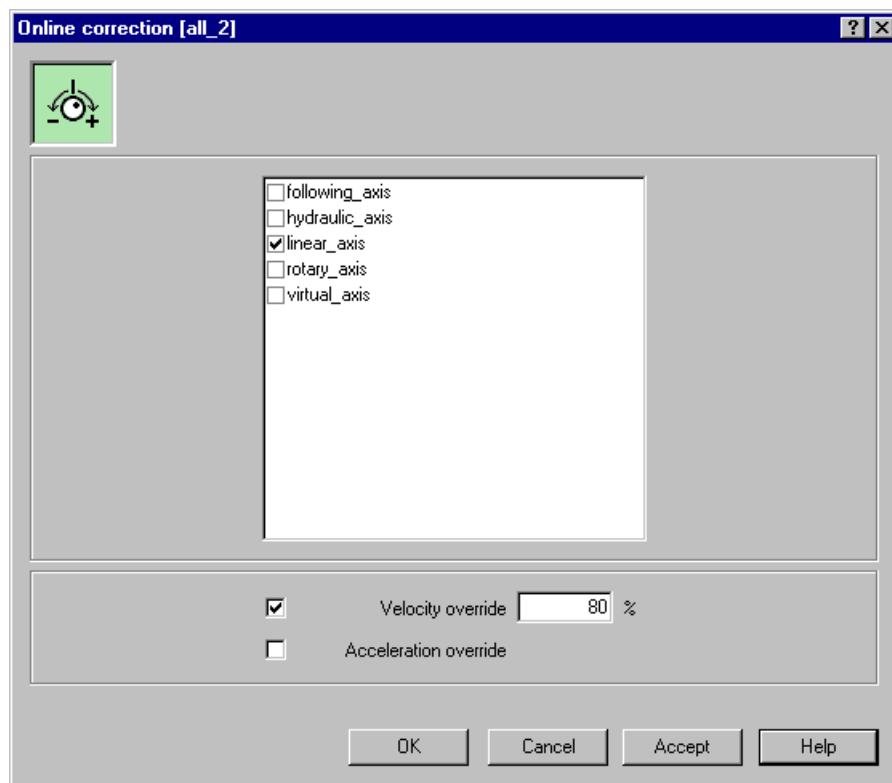 Online correction [all_2]
following_axis
hydraulic_axis
linear_axis
rotary_axis
virtual_axis
Velocity override 80 %
Acceleration override
OK Cancel Accept Help